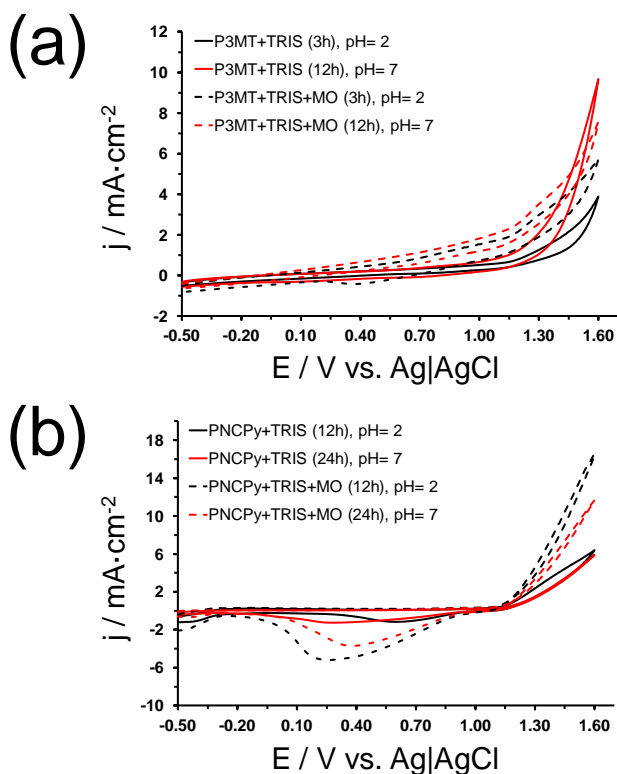 (a)
P3MT+TRIS (3h), pH= 2
P3MT+TRIS (12h), pH= 7
P3MT+TRIS+MO (3h), pH= 2
P3MT+TRIS+MO (12h), pH= 7
12
10
8
6
4
2
0
-2
j / mA·cm-2
-0.50 -0.20 0.10 0.40 0.70 1.00 1.30 1.60
E / V vs. Ag|AgCl
(b)
PNCPy+TRIS (12h), pH= 2
PNCPy+TRIS (24h), pH= 7
PNCPy+TRIS+MO (12h), pH= 2
PNCPy+TRIS+MO (24h), pH= 7
18
14
10
6
2
-2
-6
-10
j / mA·cm-2
-0.50 -0.20 0.10 0.40 0.70 1.00 1.30 1.60
E / V vs. Ag|AgCl